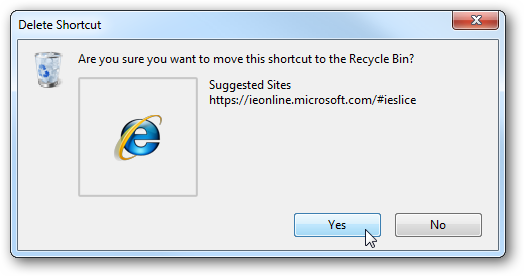 Delete Shortcut
Are you sure you want to move this shortcut to the Recycle Bin?
Suggested Sites
https://ieonline.microsoft.com/#ieslice
Yes
No